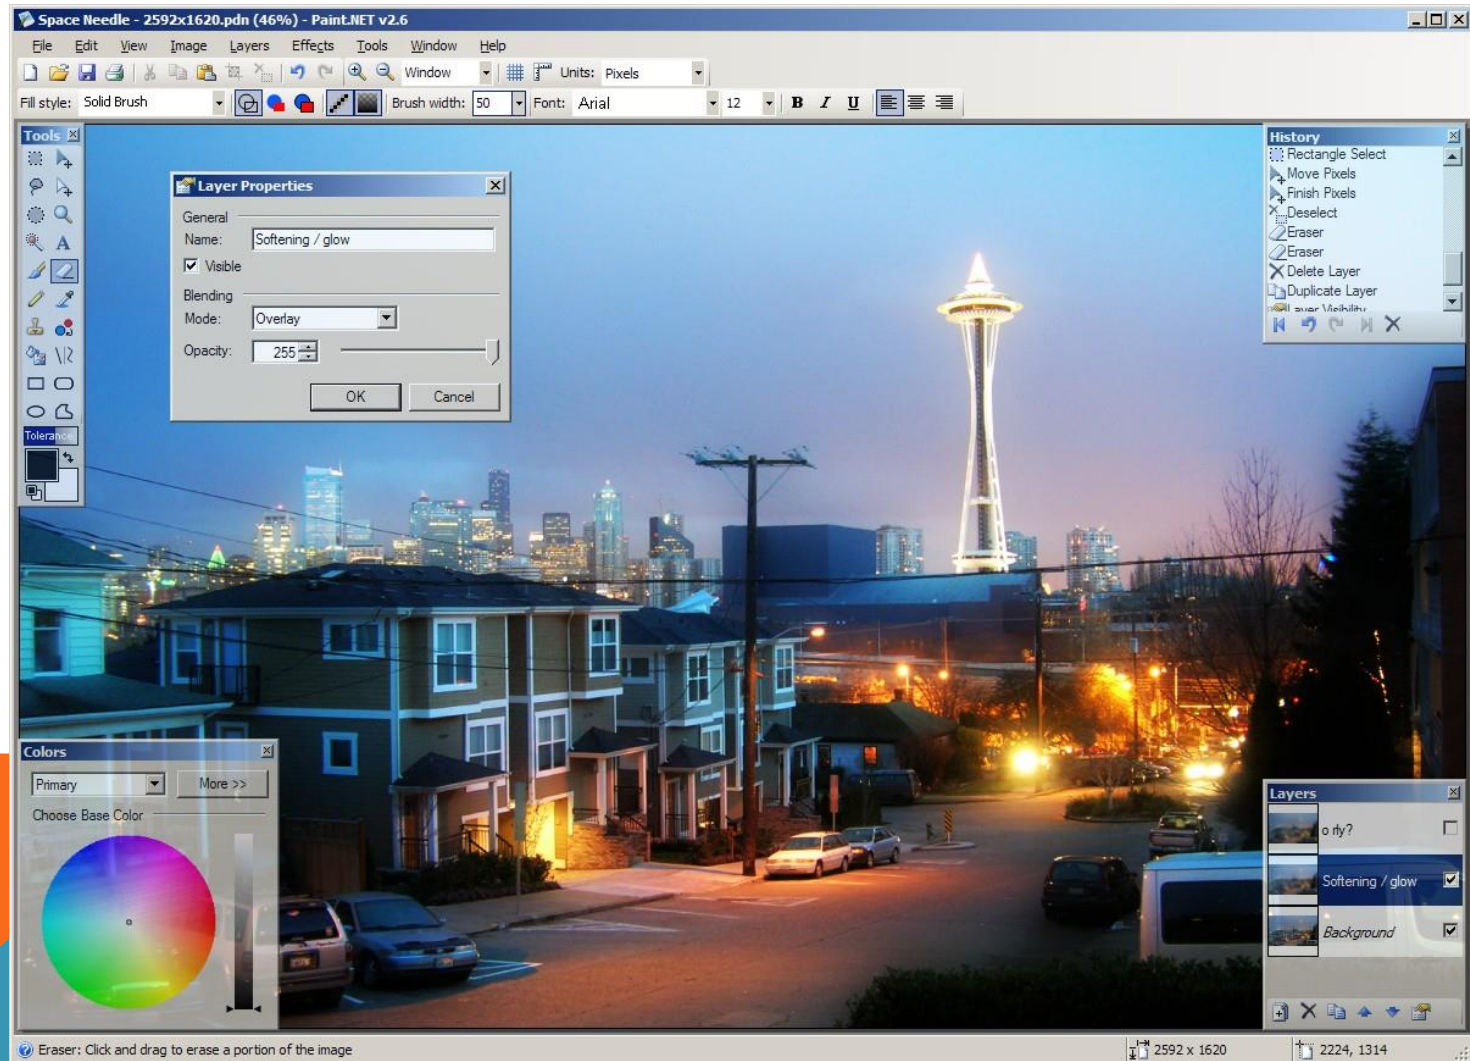 Space Needle - 2592x1620.pdn (46%) - Paint.NET v2.6
File Edit View Image Layers Effects Tools Window Help
Window Units: Pixels
Fill style: Solid Brush Brush width: 50 Font: Arial 12 B I U
Tools
Tolerance
Layer Properties
General
Name: Softening / glow
Visible
Blending
Mode: Overlay
Opacity: 255
OK Cancel
History
Rectangle Select
Move Pixels
Finish Pixels
Deselect
Eraser
Eraser
Delete Layer
Duplicate Layer
Layer Visibility
Colors
Primary More >>
Choose Base Color
Layers
o rly?
Softening / glow
Background
Eraser: Click and drag to erase a portion of the image 2592 x 1620 2224, 1314